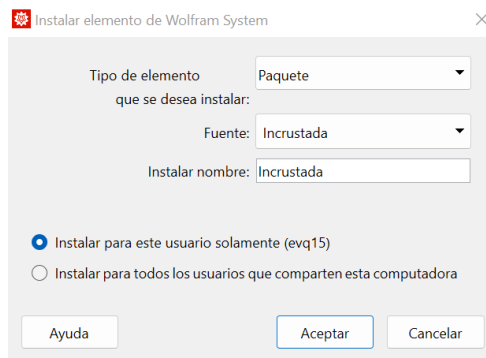 Instalar elemento de Wolfram System
Tipo de elemento
que se desea instalar:
Paquete
Fuente: Incrustada
Instalar nombre: Incrustada
Instalar para este usuario solamente (evq15)
Instalar para todos los usuarios que comparten esta computadora
Ayuda Aceptar Cancelar